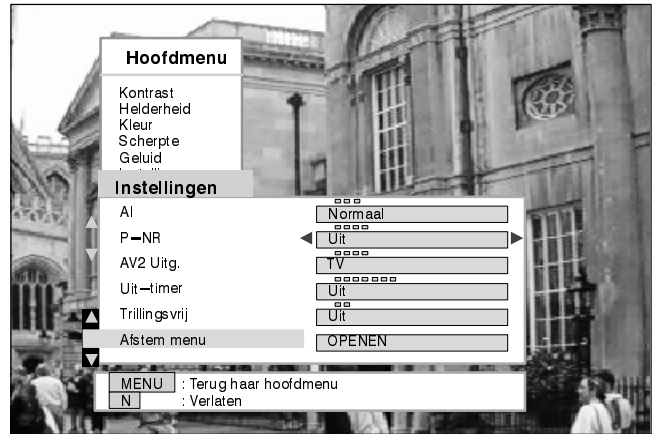 Hoofdmenu
Kontrast
Helderheid
Kleur
Scherpte
Geluid
Instellingen
AI Normaal
P-NR Uit
AV2 Uitg. TV
Uit-timer Uit
Trillingsvrij Uit
Afstem menu OPENEN
MENU : Terug haar hoofdmenu
N : Verlaten